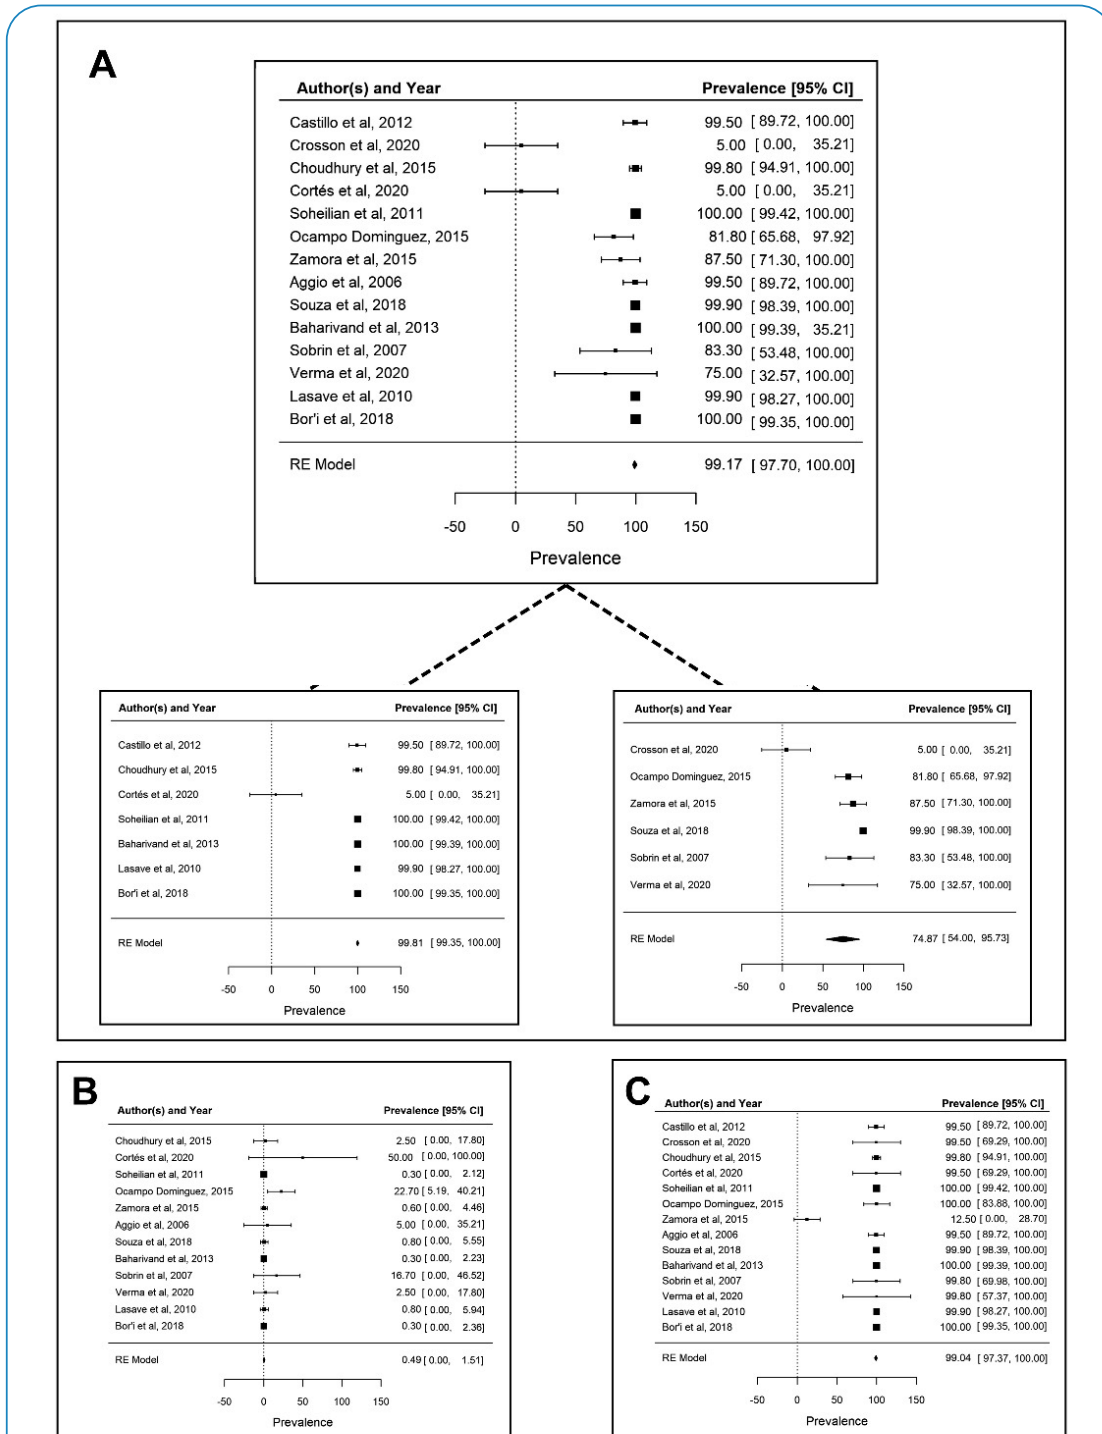 A
Author(s) and Year Prevalence [95% CI]
Castillo et al, 2012 99.50 [ 89.72, 100.00]
Crosson et al, 2020 5.00 [ 0.00, 35.21]
Choudhury et al, 2015 99.80 [ 94.91, 100.00]
Cortés et al, 2020 5.00 [ 0.00, 35.21]
Soheilian et al, 2011 100.00 [ 99.42, 100.00]
Ocampo Dominguez, 2015 81.80 [ 65.68, 97.92]
Zamora et al, 2015 87.50 [ 71.30, 100.00]
Aggio et al, 2006 99.50 [ 89.72, 100.00]
Souza et al, 2018 99.90 [ 98.39, 100.00]
Baharivand et al, 2013 100.00 [ 99.39, 35.21]
Sobrin et al, 2007 83.30 [ 53.48, 100.00]
Verma et al, 2020 75.00 [ 32.57, 100.00]
Lasave et al, 2010 99.90 [ 98.27, 100.00]
Bor'i et al, 2018 100.00 [ 99.35, 100.00]
RE Model 99.17 [ 97.70, 100.00]
-50 0 50 100 150
Prevalence
Author(s) and Year Prevalence [95% CI]
Castillo et al, 2012 99.50 [ 89.72, 100.00]
Choudhury et al, 2015 99.80 [ 94.91, 100.00]
Cortés et al, 2020 5.00 [ 0.00, 35.21]
Soheilian et al, 2011 100.00 [ 99.42, 100.00]
Baharivand et al, 2013 100.00 [ 99.39, 100.00]
Lasave et al, 2010 99.90 [ 98.27, 100.00]
Bor'i et al, 2018 100.00 [ 99.35, 100.00]
RE Model 99.81 [ 99.35, 100.00]
-50 0 50 100 150
Prevalence
Author(s) and Year Prevalence [95% CI]
Crosson et al, 2020 5.00 [ 0.00, 35.21]
Ocampo Dominguez, 2015 81.80 [ 65.68, 97.92]
Zamora et al, 2015 87.50 [ 71.30, 100.00]
Souza et al, 2018 99.90 [ 98.39, 100.00]
Sobrin et al, 2007 83.30 [ 53.48, 100.00]
Verma et al, 2020 75.00 [ 32.57, 100.00]
RE Model 74.87 [ 54.00, 95.73]
-50 0 50 100 150
Prevalence
B
Author(s) and Year Prevalence [95% CI]
Choudhury et al, 2015 2.50 [ 0.00, 17.80]
Cortés et al, 2020 50.00 [ 0.00, 100.00]
Soheilian et al, 2011 0.30 [ 0.00, 2.12]
Ocampo Dominguez, 2015 22.70 [ 5.19, 40.21]
Zamora et al, 2015 0.60 [ 0.00, 4.46]
Aggio et al, 2006 5.00 [ 0.00, 35.21]
Souza et al, 2018 0.80 [ 0.00, 5.55]
Baharivand et al, 2013 0.30 [ 0.00, 2.23]
Sobrin et al, 2007 16.70 [ 0.00, 46.52]
Verma et al, 2020 2.50 [ 0.00, 17.80]
Lasave et al, 2010 0.80 [ 0.00, 5.94]
Bor'i et al, 2018 0.30 [ 0.00, 2.36]
RE Model 0.49 [ 0.00, 1.51]
-50 0 50 100 150
Prevalence
C
Author(s) and Year Prevalence [95% CI]
Castillo et al, 2012 99.50 [ 89.72, 100.00]
Crosson et al, 2020 99.50 [ 69.29, 100.00]
Choudhury et al, 2015 99.80 [ 94.91, 100.00]
Cortés et al, 2020 99.50 [ 69.29, 100.00]
Soheilian et al, 2011 100.00 [ 99.42, 100.00]
Ocampo Dominguez, 2015 100.00 [ 83.88, 100.00]
Zamora et al, 2015 12.50 [ 0.00, 28.70]
Aggio et al, 2006 99.50 [ 89.72, 100.00]
Souza et al, 2018 99.90 [ 98.39, 100.00]
Baharivand et al, 2013 100.00 [ 99.39, 100.00]
Sobrin et al, 2007 99.80 [ 69.98, 100.00]
Verma et al, 2020 99.80 [ 57.37, 100.00]
Lasave et al, 2010 99.90 [ 98.27, 100.00]
Bor'i et al, 2018 100.00 [ 99.35, 100.00]
RE Model 99.04 [ 97.37, 100.00]
-50 0 50 100 150
Prevalence